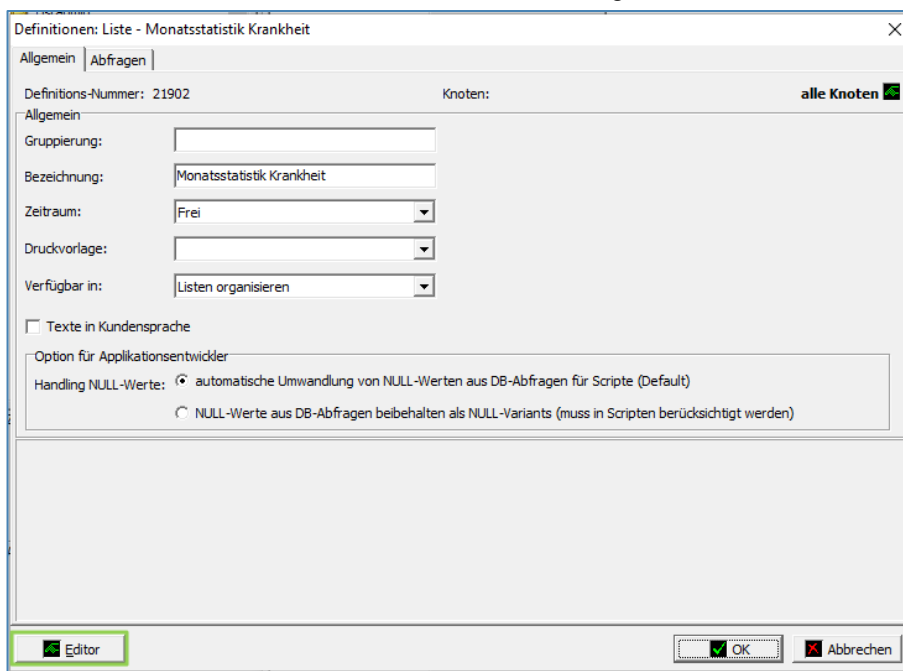 Definitionen: Liste - Monatsstatistik Krankheit
Allgemein Abfragen
Definitions-Nummer: 21902 Knoten: alle Knoten
Allgemein
Gruppierung:
Bezeichnung: Monatsstatistik Krankheit
Zeitraum: Frei
Druckvorlage:
Verfügbar in: Listen organisieren
Texte in Kundensprache
Option für Applikationsentwickler
Handling NULL-Werte: automatische Umwandlung von NULL-Werten aus DB-Abfragen für Scripte (Default)
NULL-Werte aus DB-Abfragen beibehalten als NULL-Variants (muss in Scripten berücksichtigt werden)
Editor OK Abbrechen